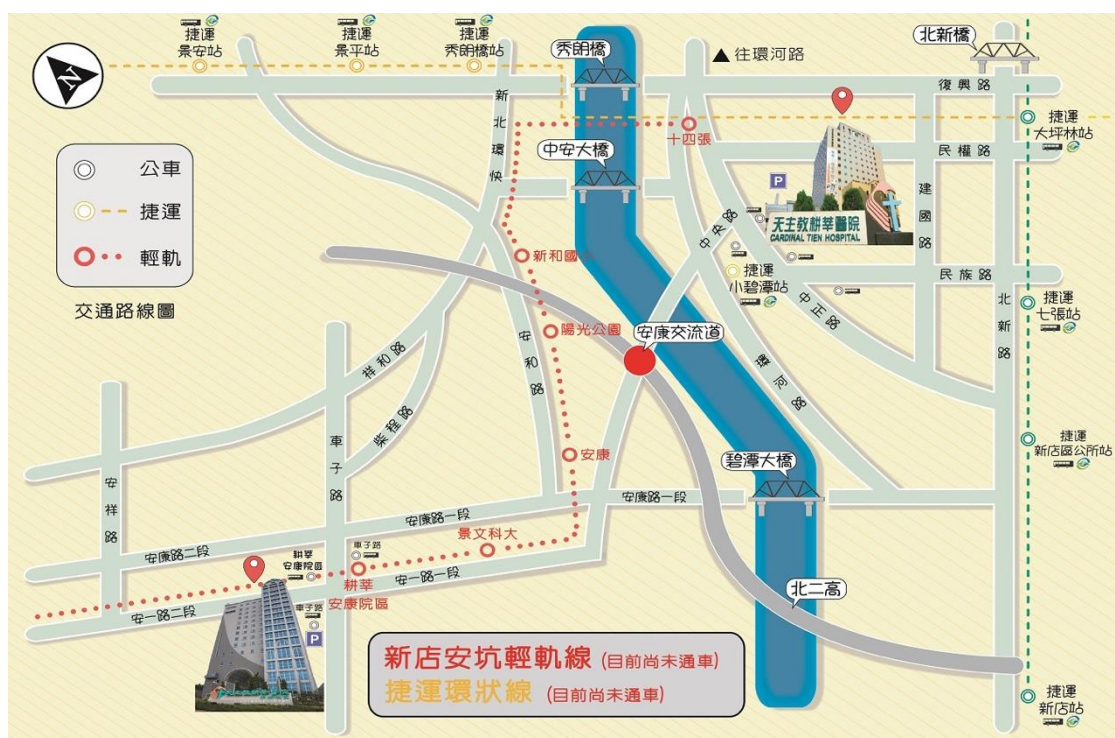 捷運
景安站
捷運
景平站
捷運
秀朗橋站
秀朗橋
往環河路
北新橋
N
新北環快
復興路
捷運
大坪林站
十四張
公車
捷運
輕軌
交通路線圖
中安大橋
民權路
建國路
P
天主教耕莘醫院
CARDINAL TIEN HOSPITAL
中央路
新和國小
捷運
小碧潭站
民族路
中正路
北新路
捷運
七張站
陽光公園
安康交流道
安和路
祥和路
柴程路
環河路
車子路
安祥路
安康
捷運
新店區公所站
碧潭大橋
安康路一段
安康路一段
安康路二段
景文科大
車子路
耕莘
安康院區
耕莘
安康院區
安一路一段
安一路二段
車子路
P
北二高
新店安坑輕軌線 (目前尚未通車)
捷運環狀線 (目前尚未通車)
捷運
新店站